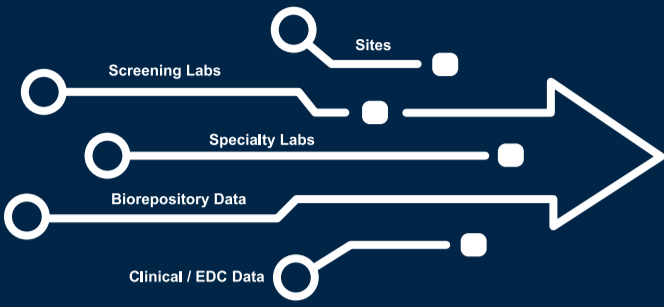 Sites
Screening Labs
Specialty Labs
Biorepository Data
Clinical / EDC Data